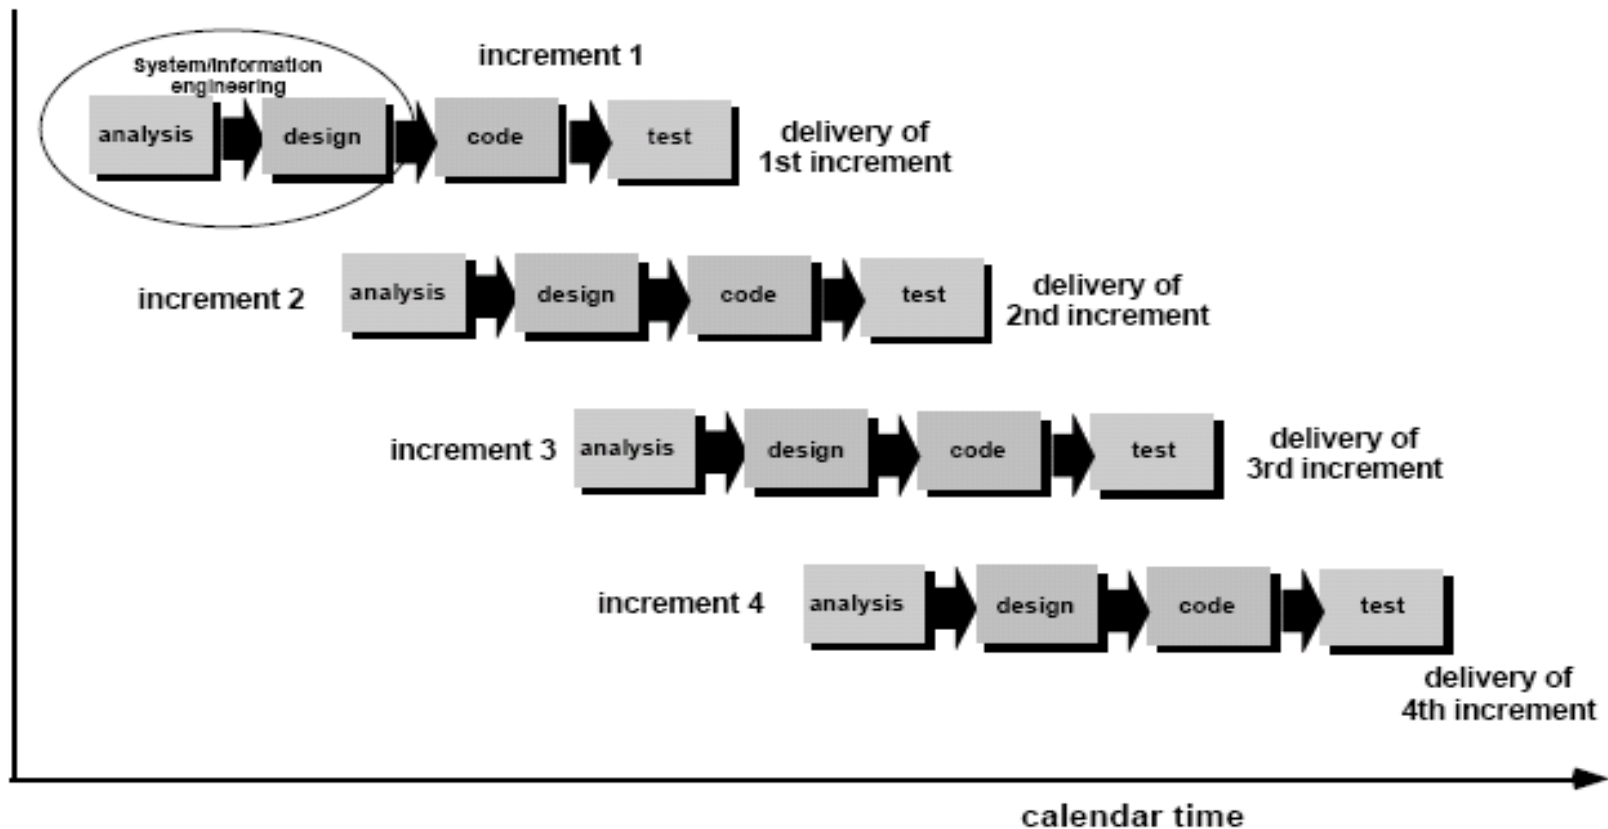 increment 1
System/information
engineering
analysis
design
code
test
delivery of
1st increment
increment 2
analysis
design
code
test
delivery of
2nd increment
increment 3
analysis
design
code
test
delivery of
3rd increment
increment 4
analysis
design
code
test
delivery of
4th increment
calendar time